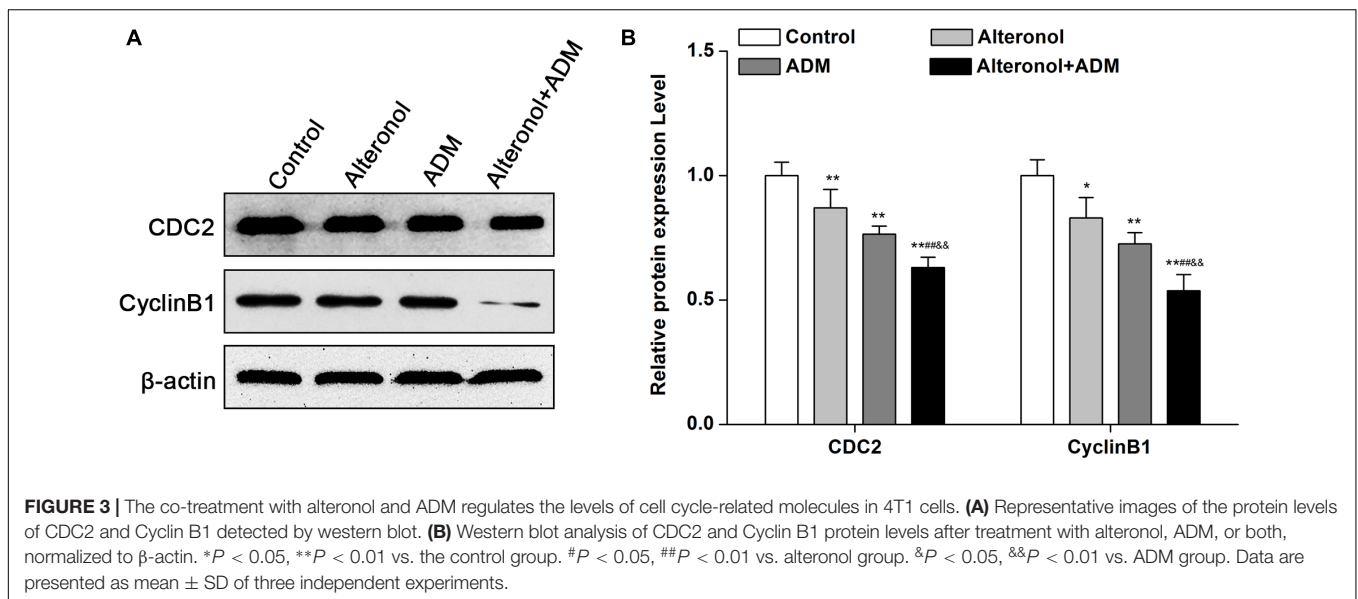 A
Control
Alteronol
ADM
Alteronol+ADM
CDC2
CyclinB1
β-actin
B
Control
Alteronol
ADM
Alteronol+ADM
Relative protein expression Level
1.5
1.0
0.5
0.0
**
**
**##&&
*
**
**##&&
CDC2
CyclinB1
FIGURE 3 | The co-treatment with alteronol and ADM regulates the levels of cell cycle-related molecules in 4T1 cells. (A) Representative images of the protein levels
of CDC2 and Cyclin B1 detected by western blot. (B) Western blot analysis of CDC2 and Cyclin B1 protein levels after treatment with alteronol, ADM, or both,
normalized to β-actin. *P < 0.05, **P < 0.01 vs. the control group. #P < 0.05, ##P < 0.01 vs. alteronol group. &P < 0.05, &&P < 0.01 vs. ADM group. Data are
presented as mean ± SD of three independent experiments.